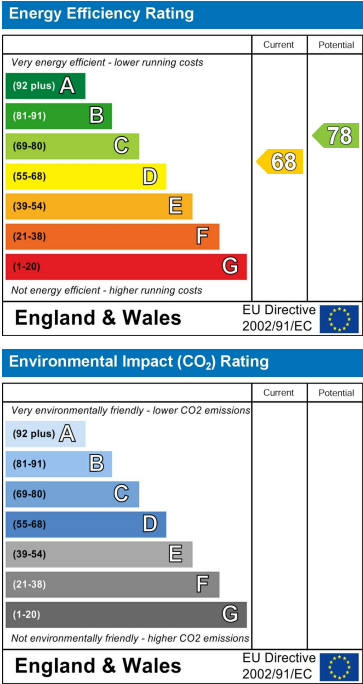 Energy Efficiency Rating
Current Potential
Very energy efficient - lower running costs
(92 plus) A
(81-91) B
(69-80) C
(55-68) D
(39-54) E
(21-38) F
(1-20) G
68
78
Not energy efficient - higher running costs
England & Wales
EU Directive
2002/91/EC
Environmental Impact (CO2) Rating
Current Potential
Very environmentally friendly - lower CO2 emissions
(92 plus) A
(81-91) B
(69-80) C
(55-68) D
(39-54) E
(21-38) F
(1-20) G
Not environmentally friendly - higher CO2 emissions
England & Wales
EU Directive
2002/91/EC